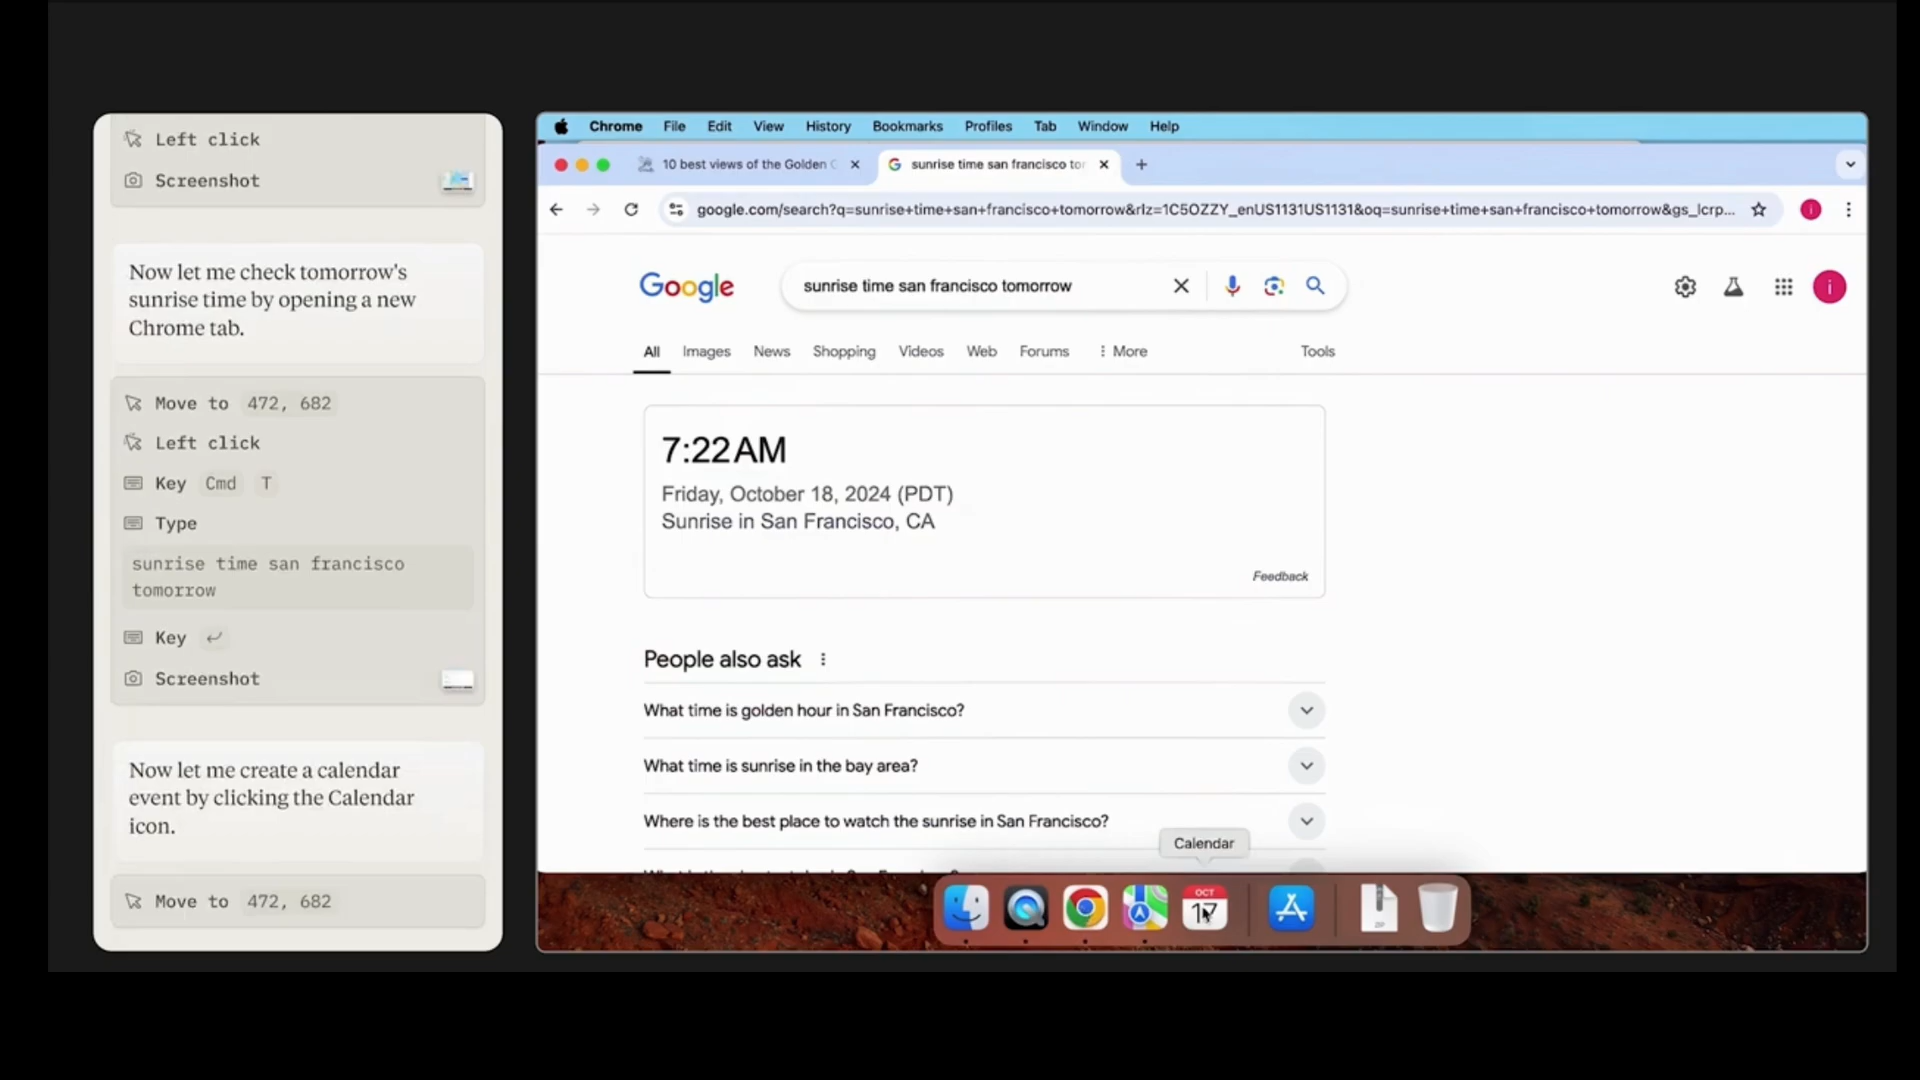 Left click
Screenshot
Now let me check tomorrow's
sunrise time by opening a new
Chrome tab.
Move to 472, 682
Left click
Key Cmd T
Type
sunrise time san francisco
tomorrow
Key
Screenshot
Now let me create a calendar
event by clicking the Calendar
icon.
Move to 472, 682
Chrome File Edit View History Bookmarks Profiles Tab Window Help
10 best views of the Golden
sunrise time san francisco tor
google.com/search?q=sunrise+time+san+francisco+tomorrow&rlz=1C5OZZY_enUS1131US1131&oq=sunrise+time+san+francisco+tomorrow&gs_lcrp...
i
Google
sunrise time san francisco tomorrow
i
All Images News Shopping Videos Web Forums More Tools
7:22 AM
Friday, October 18, 2024 (PDT)
Sunrise in San Francisco, CA
Feedback
People also ask
What time is golden hour in San Francisco?
What time is sunrise in the bay area?
Where is the best place to watch the sunrise in San Francisco?
Calendar
OCT
17
ZIP